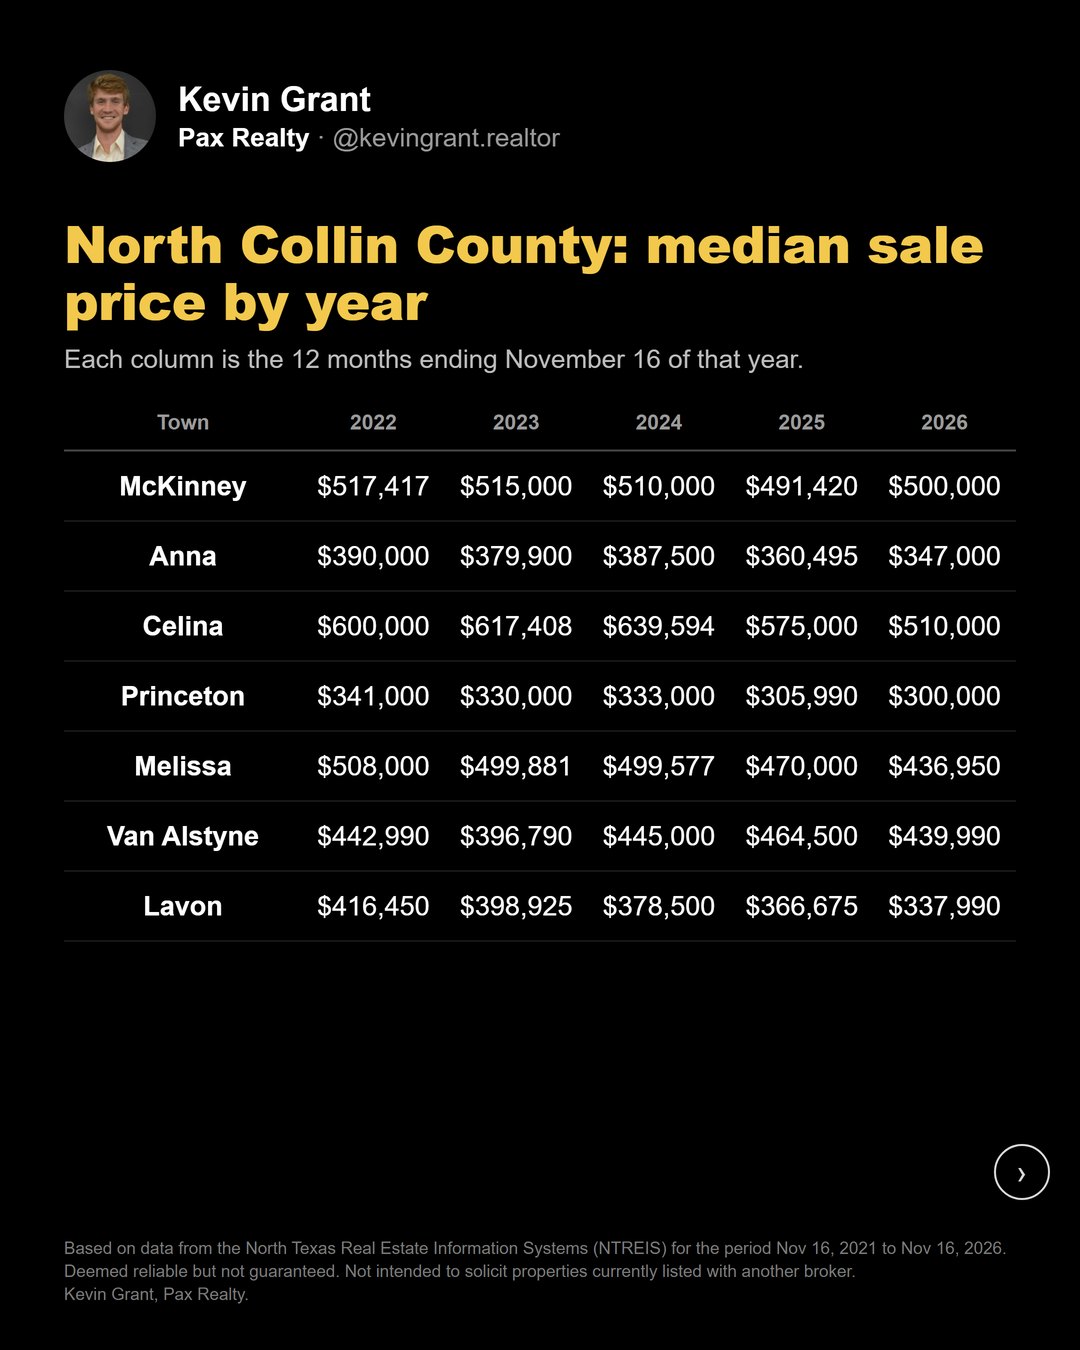 Kevin Grant
Pax Realty · @kevingrant.realtor
North Collin County: median sale
price by year
Each column is the 12 months ending November 16 of that year.
Town 2022 2023 2024 2025 2026
McKinney $517,417 $515,000 $510,000 $491,420 $500,000
Anna $390,000 $379,900 $387,500 $360,495 $347,000
Celina $600,000 $617,408 $639,594 $575,000 $510,000
Princeton $341,000 $330,000 $333,000 $305,990 $300,000
Melissa $508,000 $499,881 $499,577 $470,000 $436,950
Van Alstyne $442,990 $396,790 $445,000 $464,500 $439,990
Lavon $416,450 $398,925 $378,500 $366,675 $337,990
›
Based on data from the North Texas Real Estate Information Systems (NTREIS) for the period Nov 16, 2021 to Nov 16, 2026.
Deemed reliable but not guaranteed. Not intended to solicit properties currently listed with another broker.
Kevin Grant, Pax Realty.